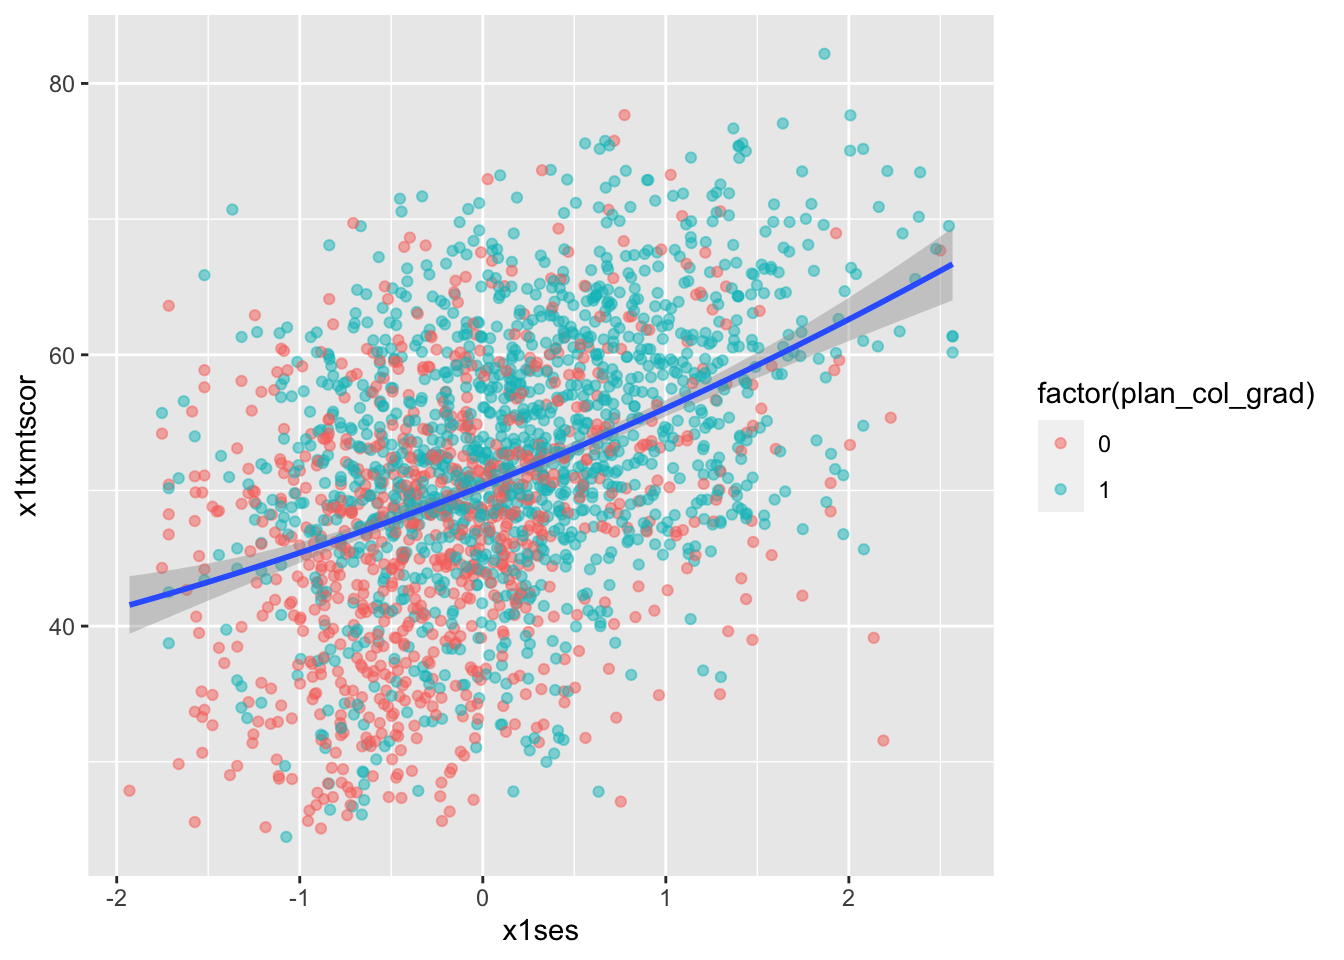 80
60
40
x1txmtscor
-2 -1 0 1 2
x1ses
factor(plan_col_grad)
0
1